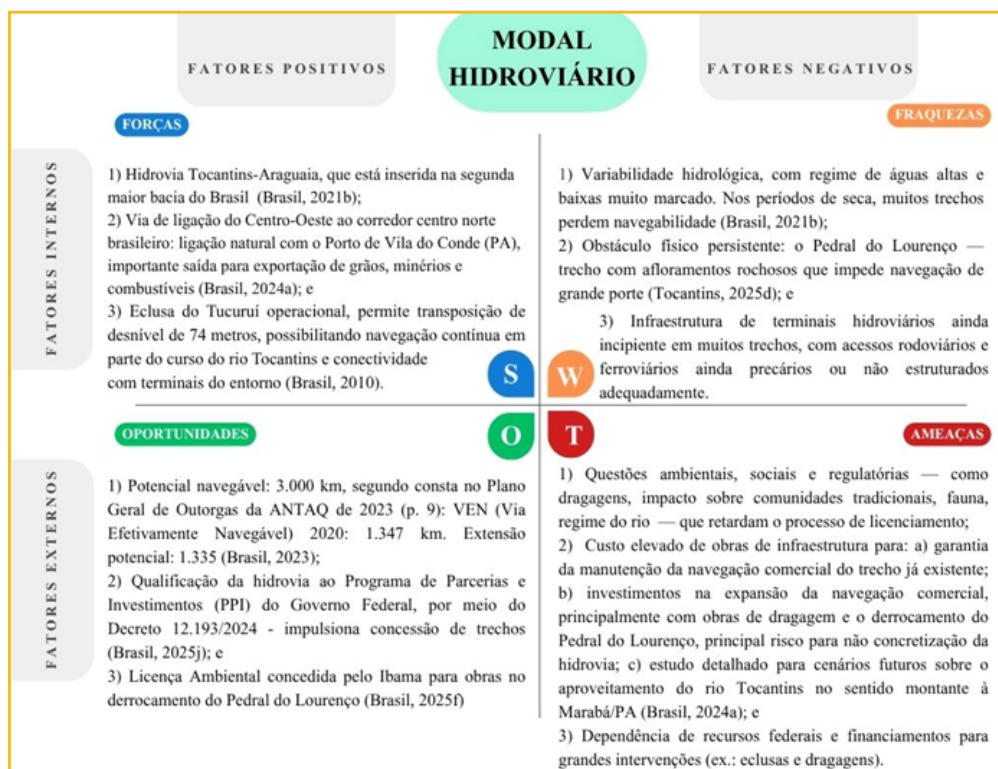 FATORES POSITIVOS
MODAL
HIDROVIÁRIO
FATORES NEGATIVOS
FATORES INTERNOS
FORÇAS
1) Hidrovia Tocantins-Araguaia, que está inserida na segunda
maior bacia do Brasil (Brasil, 2021b);
2) Via de ligação do Centro-Oeste ao corredor centro norte
brasileiro: ligação natural com o Porto de Vila do Conde (PA),
importante saída para exportação de grãos, minérios e
combustíveis (Brasil, 2024a); e
3) Eclusa do Tucuruí operacional, permite transposição de
desnível de 74 metros, possibilitando navegação contínua em
parte do curso do rio Tocantins e conectividade
com terminais do entorno (Brasil, 2010).
S
FRAQUEZAS
1) Variabilidade hidrológica, com regime de águas altas e
baixas muito marcado. Nos períodos de seca, muitos trechos
perdem navegabilidade (Brasil, 2021b);
2) Obstáculo físico persistente: o Pedral do Lourenço —
trecho com afloramentos rochosos que impede navegação de
grande porte (Tocantins, 2025d); e
3) Infraestrutura de terminais hidroviários ainda
incipiente em muitos trechos, com acessos rodoviários e
ferroviários ainda precários ou não estruturados
adequadamente.
W
FATORES EXTERNOS
OPORTUNIDADES
O
1) Potencial navegável: 3.000 km, segundo consta no Plano
Geral de Outorgas da ANTAQ de 2023 (p. 9): VEN (Via
Efetivamente Navegável) 2020: 1.347 km. Extensão
potencial: 1.335 (Brasil, 2023);
2) Qualificação da hidrovia ao Programa de Parcerias e
Investimentos (PPI) do Governo Federal, por meio do
Decreto 12.193/2024 - impulsiona concessão de trechos
(Brasil, 2025j); e
3) Licença Ambiental concedida pelo Ibama para obras no
derrocamento do Pedral do Lourenço (Brasil, 2025f)
T
AMEAÇAS
1) Questões ambientais, sociais e regulatórias — como
dragagens, impacto sobre comunidades tradicionais, fauna,
regime do rio — que retardam o processo de licenciamento;
2) Custo elevado de obras de infraestrutura para: a) garantia
da manutenção da navegação comercial do trecho já existente;
b) investimentos na expansão da navegação comercial,
principalmente com obras de dragagem e o derrocamento do
Pedral do Lourenço, principal risco para não concretização da
hidrovia; c) estudo detalhado para cenários futuros sobre o
aproveitamento do rio Tocantins no sentido montante à
Marabá/PA (Brasil, 2024a); e
3) Dependência de recursos federais e financiamentos para
grandes intervenções (ex.: eclusas e dragagens).